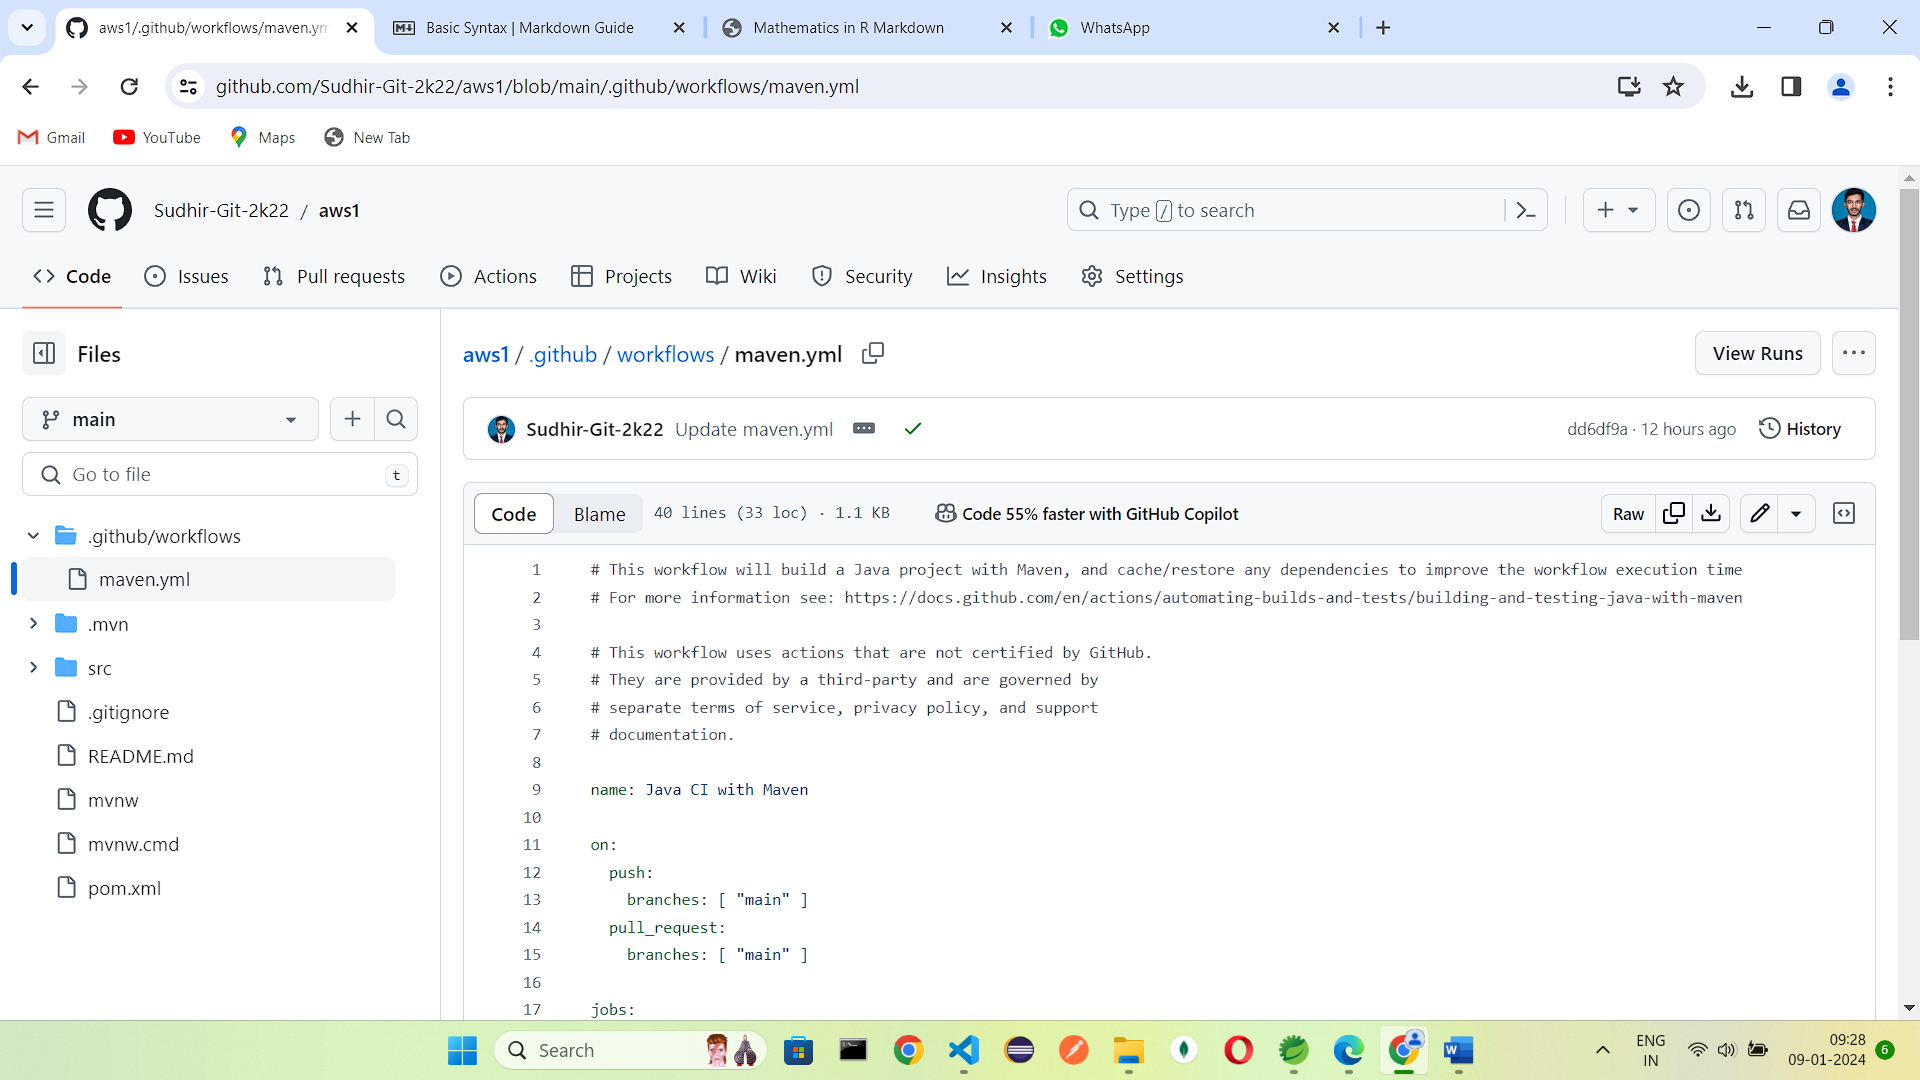 aws1/.github/workflows/maven.ym
Basic Syntax | Markdown Guide
Mathematics in R Markdown
WhatsApp
github.com/Sudhir-Git-2k22/aws1/blob/main/.github/workflows/maven.yml
Gmail
YouTube
Maps
New Tab
Sudhir-Git-2k22 / aws1
Type / to search
Code
Issues
Pull requests
Actions
Projects
Wiki
Security
Insights
Settings
Files
aws1 / .github / workflows / maven.yml
View Runs
main
Sudhir-Git-2k22 Update maven.yml
dd6df9a · 12 hours ago
History
Go to file
t
Code
Blame
40 lines (33 loc) · 1.1 KB
Code 55% faster with GitHub Copilot
Raw
.github/workflows
maven.yml
.mvn
src
.gitignore
README.md
mvnw
mvnw.cmd
pom.xml
1 # This workflow will build a Java project with Maven, and cache/restore any dependencies to improve the workflow execution time
2 # For more information see: https://docs.github.com/en/actions/automating-builds-and-tests/building-and-testing-java-with-maven
3
4 # This workflow uses actions that are not certified by GitHub.
5 # They are provided by a third-party and are governed by
6 # separate terms of service, privacy policy, and support
7 # documentation.
8
9 name: Java CI with Maven
10
11 on:
12 push:
13 branches: [ "main" ]
14 pull_request:
15 branches: [ "main" ]
16
17 jobs:
Search
ENG
IN
09:28
09-01-2024
6